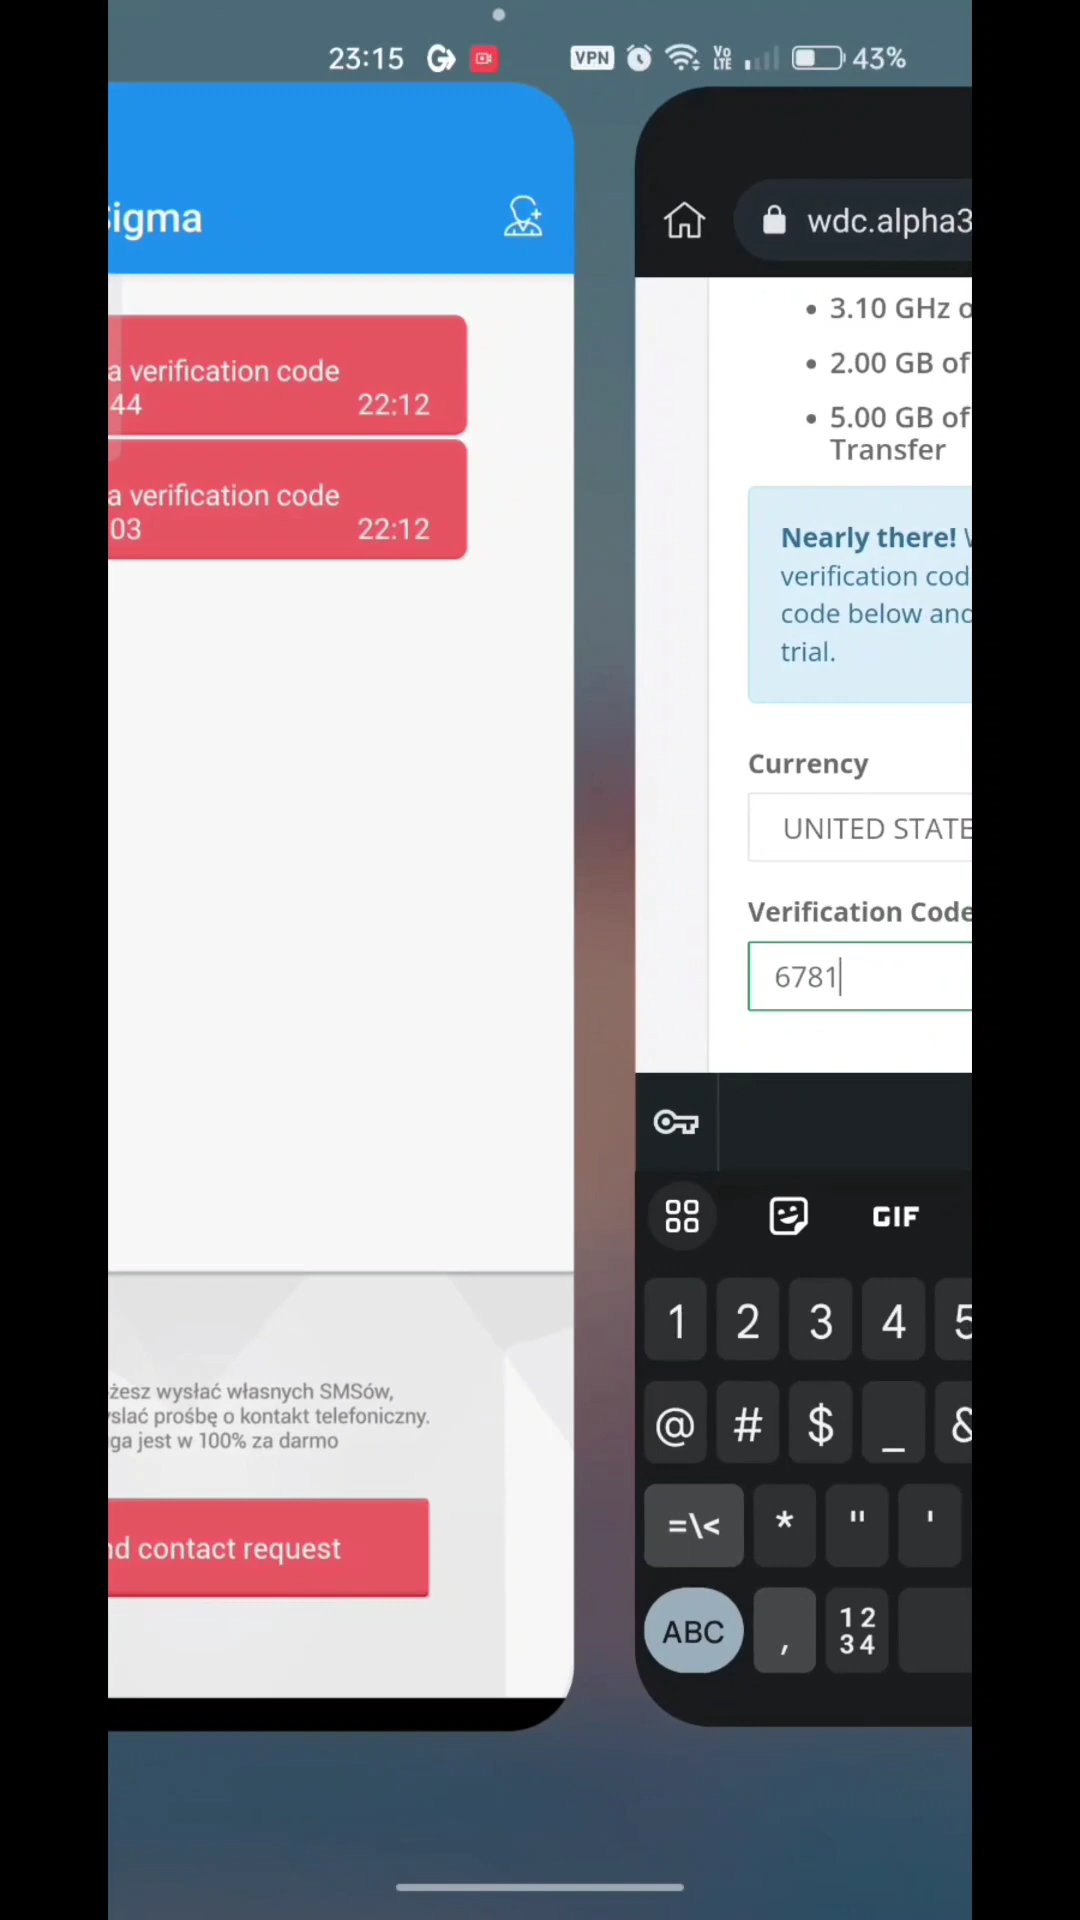 23:15 VPN Vo LTE 43%
igma
a verification code
44 22:12
a verification code
03 22:12
żesz wysłać własnych SMSów,
słać prośbę o kontakt telefoniczny.
ga jest w 100% za darmo
nd contact request
wdc.alpha3
3.10 GHz o
2.00 GB of
5.00 GB of
Transfer
Nearly there!
verification cod
code below and
trial.
Currency
UNITED STATE
Verification Code
6781
GIF
1 2 3 4 5
@ # $ _ &
=\< * " '
ABC , 12
34